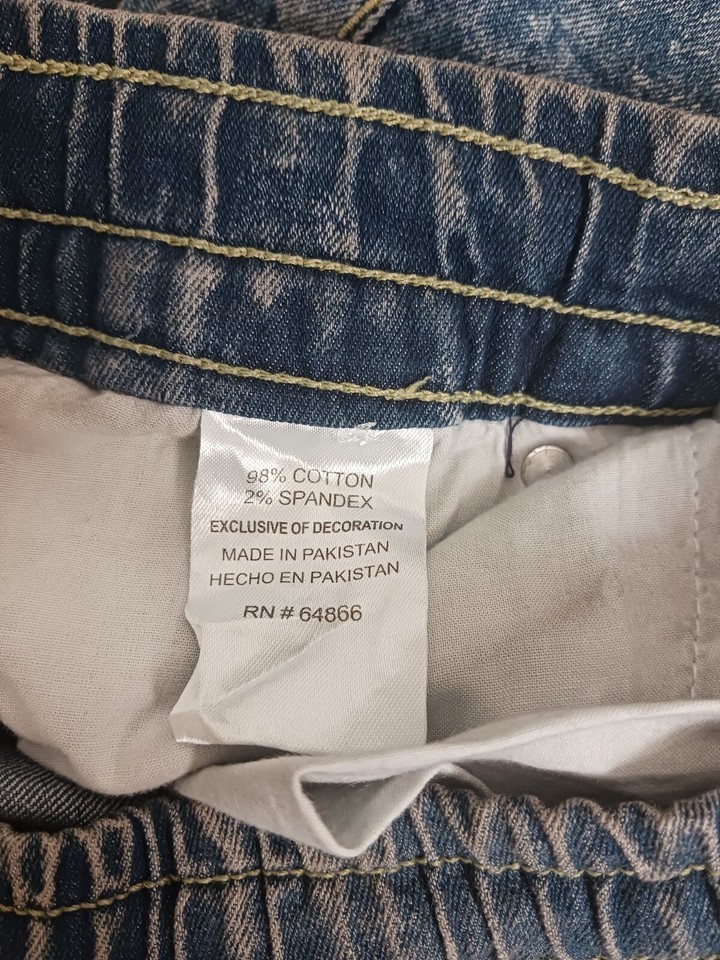 98% COTTON
2% SPANDEX
EXCLUSIVE OF DECORATION
MADE IN PAKISTAN
HECHO EN PAKISTAN
RN # 64866